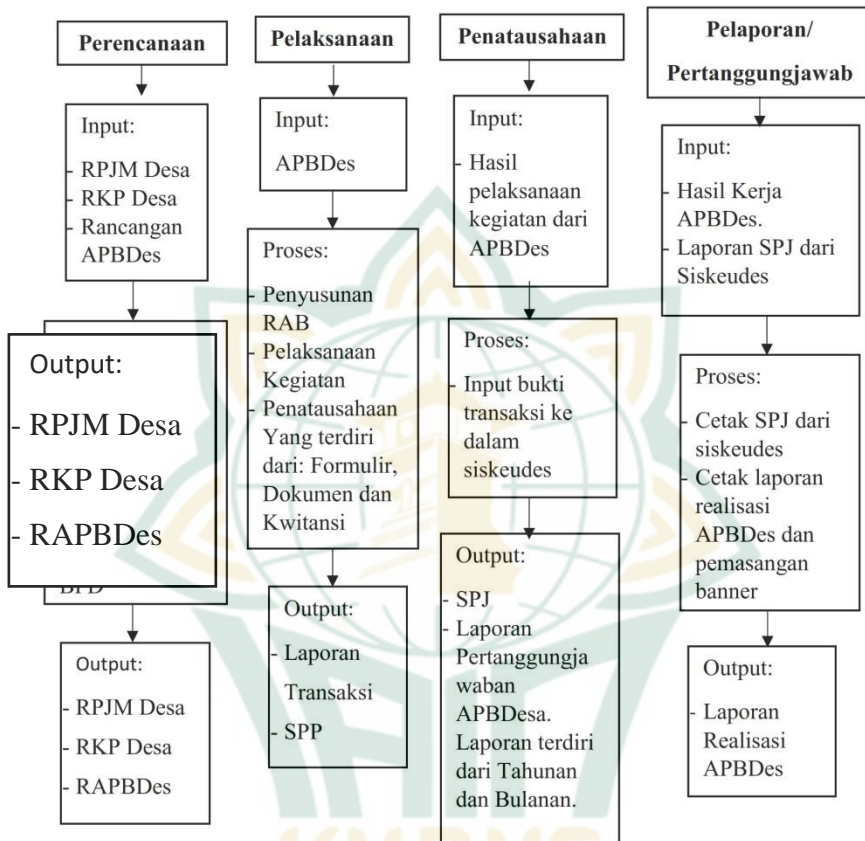 Perencanaan
Input:
- RPJM Desa
- RKP Desa
- Rancangan
APBDes
Output:
- RPJM Desa
- RKP Desa
- RAPBDes
BPD
Output:
- RPJM Desa
- RKP Desa
- RAPBDes
Pelaksanaan
Input:
APBDes
Proses:
- Penyusunan
RAB
- Pelaksanaan
Kegiatan
- Penatausahaan
Yang terdiri
dari: Formulir,
Dokumen dan
Kwitansi
Output:
- Laporan
Transaksi
- SPP
Penatausahaan
Input:
- Hasil
pelaksanaan
kegiatan dari
APBDes
Proses:
- Input bukti
transaksi ke
dalam
siskeudes
Output:
- SPJ
- Laporan
Pertanggungja
waban
APBDesa.
Laporan terdiri
dari Tahunan
dan Bulanan.
Pelaporan/
Pertanggungjawab
Input:
- Hasil Kerja
APBDes.
- Laporan SPJ dari
Siskeudes
Proses:
- Cetak SPJ dari
siskeudes
- Cetak laporan
realisasi
APBDes dan
pemasangan
banner
Output:
- Laporan
Realisasi
APBDes